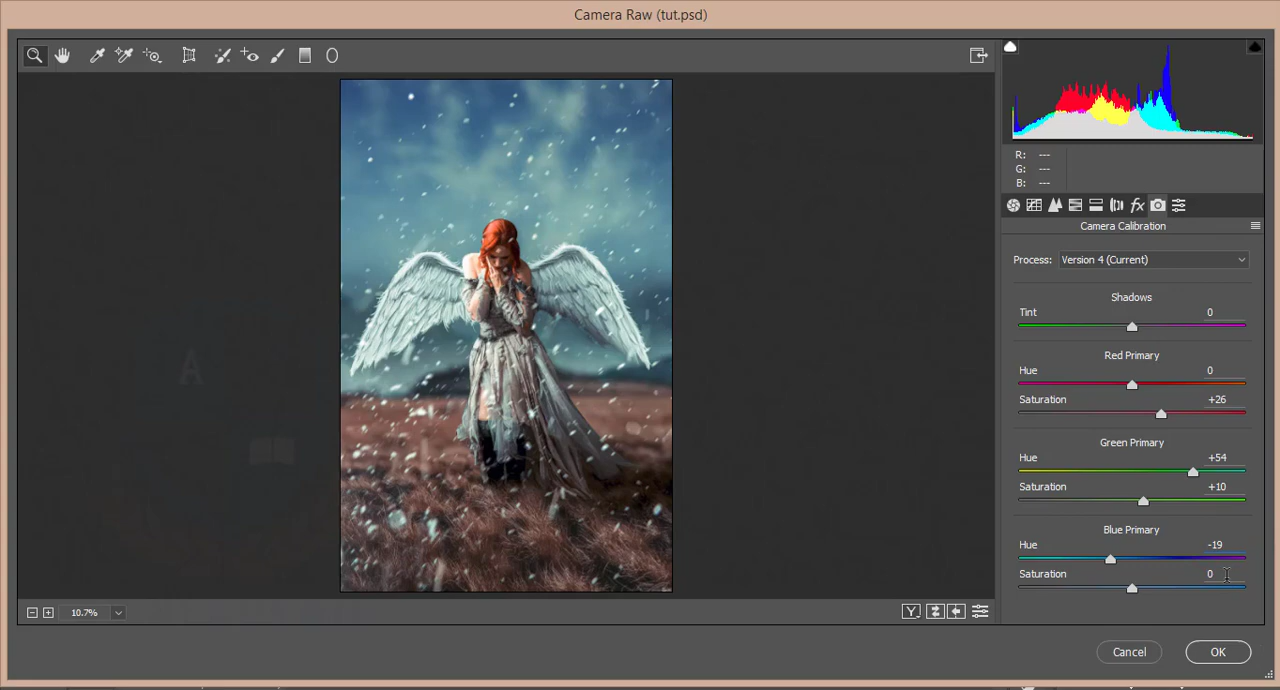 Camera Raw (tut.psd)
R: ---
G: ---
B: ---
fx
Camera Calibration
Process: Version 4 (Current)
Shadows
Tint 0
Red Primary
Hue 0
Saturation +26
Green Primary
Hue +54
Saturation +10
Blue Primary
Hue -19
Saturation 0
10.7%
Y
Cancel OK
A